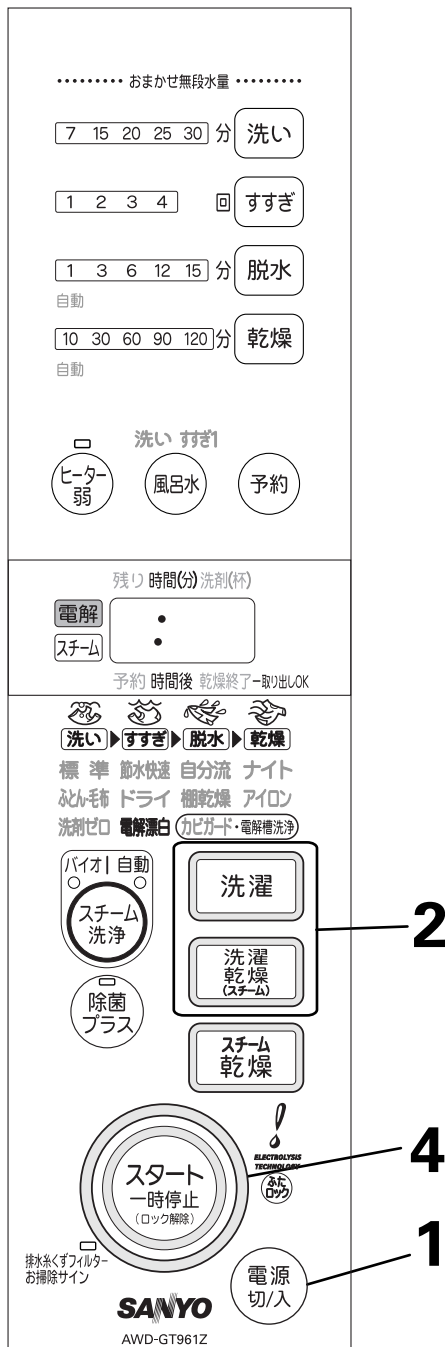 おまかせ無段水量
7 15 20 25 30 分 洗い
1 2 3 4 回 すすぎ
1 3 6 12 15 分 脱水
自動
10 30 60 90 120 分 乾燥
自動
洗い すすぎ1
ヒーター
弱
風呂水
予約
残り 時間(分) 洗剤(杯)
電解
スチーム
:
予約 時間後 乾燥終了-取り出しOK
洗い▶すすぎ▶脱水▶乾燥
標準 節水快速 自分流 ナイト
ふとん・毛布 ドライ 棚乾燥 アイロン
洗剤ゼロ 電解漂白 カビガード・電解槽洗浄
バイオ | 自動
スチーム
洗浄
洗濯
2
洗濯
乾燥
(スチーム)
除菌
プラス
スチーム
乾燥
ELECTROLYSIS
TECHNOLOGY
ふた
ロック
スタート
一時停止
(ロック解除)
4
排水糸くずフィルター
お掃除サイン
電源
切/入
1
SANYO
AWD-GT961Z